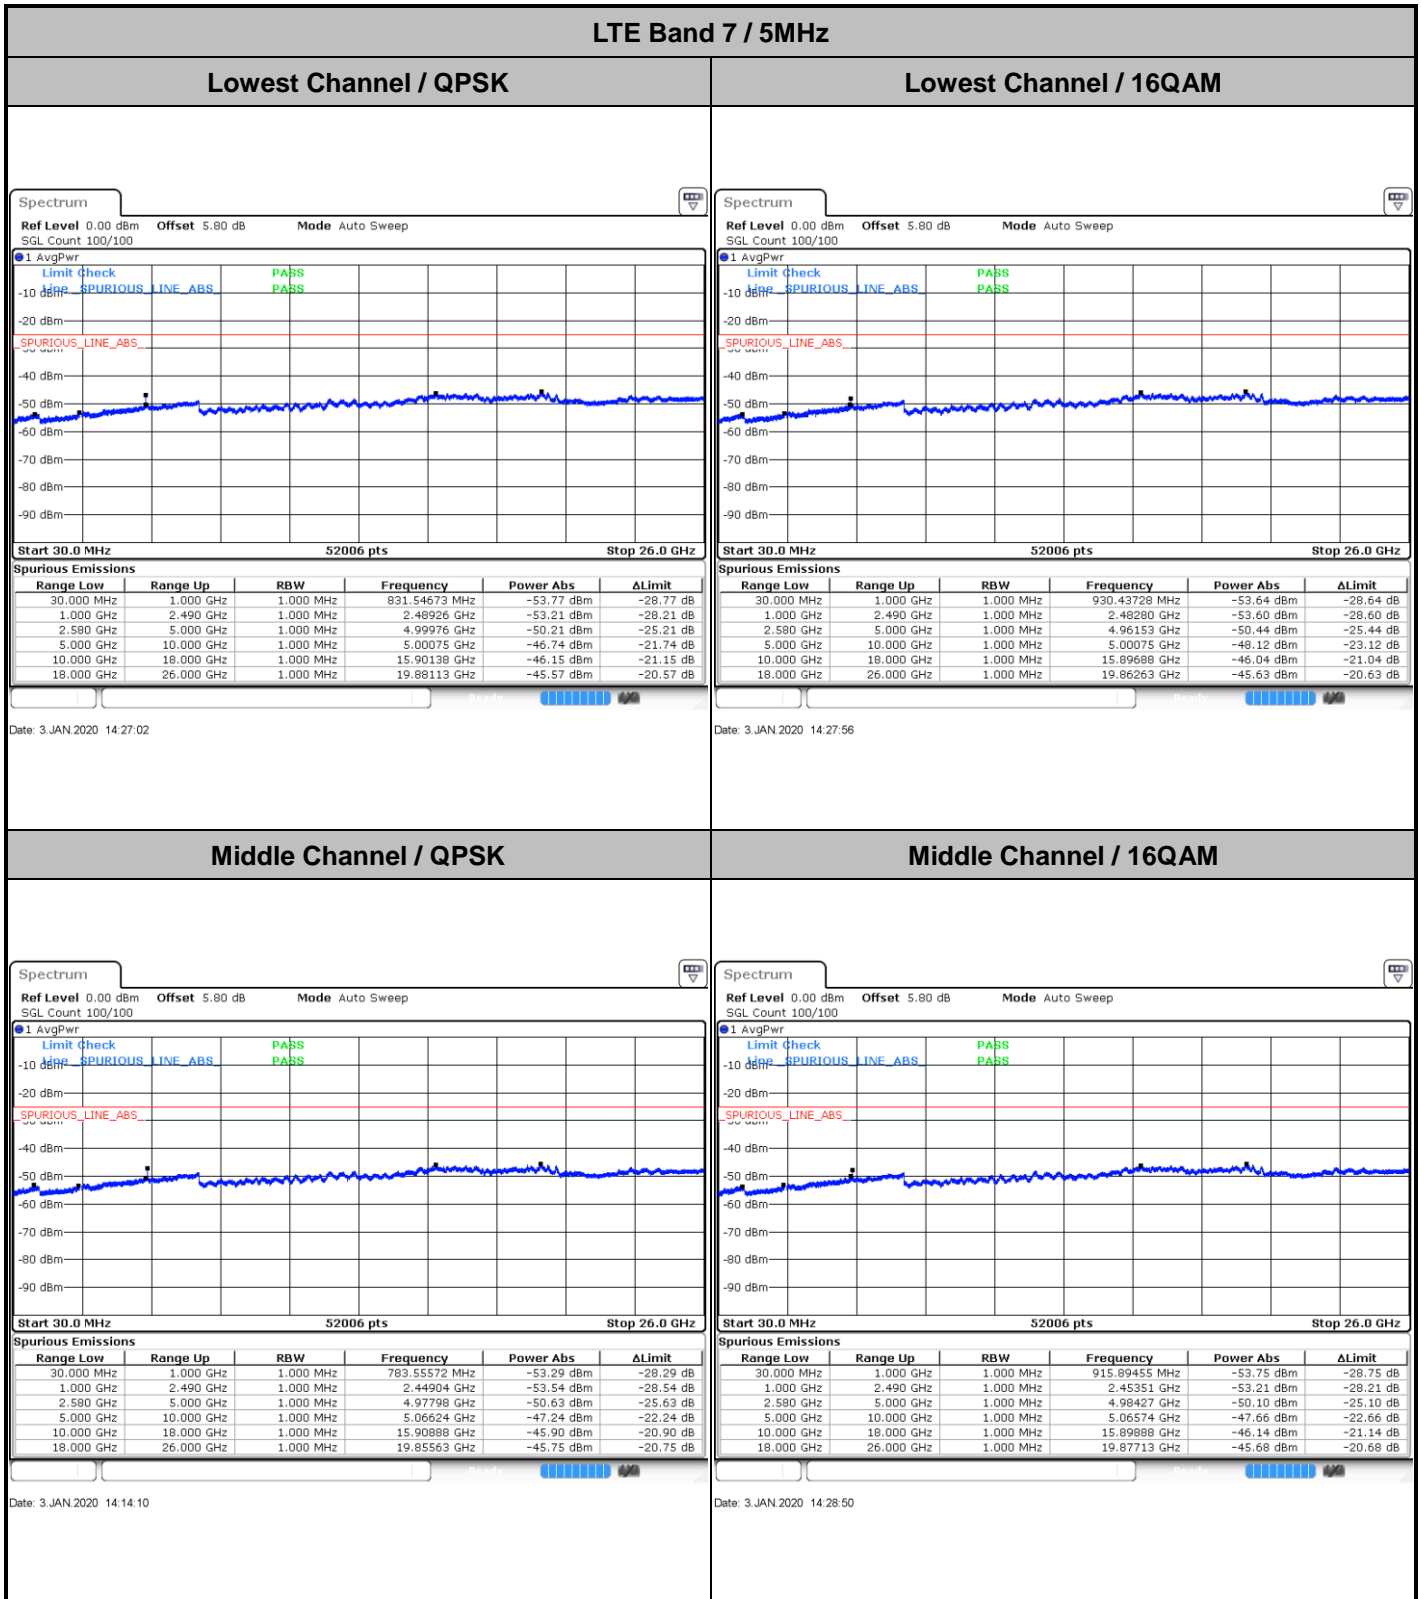 LTE Band 7 / 5MHz
Lowest Channel / QPSK
Lowest Channel / 16QAM
Spectrum
Ref Level 0.00 dBm Offset 5.80 dB Mode Auto Sweep
SGL Count 100/100
1 AvgPwr
Limit Check PASS
Line _SPURIOUS_LINE_ABS_ PASS
-10 dBm
-20 dBm
_SPURIOUS_LINE_ABS_
-30 dBm
-40 dBm
-50 dBm
-60 dBm
-70 dBm
-80 dBm
-90 dBm
Start 30.0 MHz 52006 pts Stop 26.0 GHz
Spurious Emissions
Range Low Range Up RBW Frequency Power Abs ΔLimit
30.000 MHz 1.000 GHz 1.000 MHz 831.54673 MHz -53.77 dBm -28.77 dB
1.000 GHz 2.490 GHz 1.000 MHz 2.48926 GHz -53.21 dBm -28.21 dB
2.580 GHz 5.000 GHz 1.000 MHz 4.99976 GHz -50.21 dBm -25.21 dB
5.000 GHz 10.000 GHz 1.000 MHz 5.00075 GHz -46.74 dBm -21.74 dB
10.000 GHz 18.000 GHz 1.000 MHz 15.90138 GHz -46.15 dBm -21.15 dB
18.000 GHz 26.000 GHz 1.000 MHz 19.88113 GHz -45.57 dBm -20.57 dB
Ready
Date: 3.JAN.2020 14:27:02
Spectrum
Ref Level 0.00 dBm Offset 5.80 dB Mode Auto Sweep
SGL Count 100/100
1 AvgPwr
Limit Check PASS
Line _SPURIOUS_LINE_ABS_ PASS
-10 dBm
-20 dBm
_SPURIOUS_LINE_ABS_
-30 dBm
-40 dBm
-50 dBm
-60 dBm
-70 dBm
-80 dBm
-90 dBm
Start 30.0 MHz 52006 pts Stop 26.0 GHz
Spurious Emissions
Range Low Range Up RBW Frequency Power Abs ΔLimit
30.000 MHz 1.000 GHz 1.000 MHz 930.43728 MHz -53.64 dBm -28.64 dB
1.000 GHz 2.490 GHz 1.000 MHz 2.48280 GHz -53.60 dBm -28.60 dB
2.580 GHz 5.000 GHz 1.000 MHz 4.96153 GHz -50.44 dBm -25.44 dB
5.000 GHz 10.000 GHz 1.000 MHz 5.00075 GHz -48.12 dBm -23.12 dB
10.000 GHz 18.000 GHz 1.000 MHz 15.89688 GHz -46.04 dBm -21.04 dB
18.000 GHz 26.000 GHz 1.000 MHz 19.86263 GHz -45.63 dBm -20.63 dB
Ready
Date: 3.JAN.2020 14:27:56
Middle Channel / QPSK
Middle Channel / 16QAM
Spectrum
Ref Level 0.00 dBm Offset 5.80 dB Mode Auto Sweep
SGL Count 100/100
1 AvgPwr
Limit Check PASS
Line _SPURIOUS_LINE_ABS_ PASS
-10 dBm
-20 dBm
_SPURIOUS_LINE_ABS_
-30 dBm
-40 dBm
-50 dBm
-60 dBm
-70 dBm
-80 dBm
-90 dBm
Start 30.0 MHz 52006 pts Stop 26.0 GHz
Spurious Emissions
Range Low Range Up RBW Frequency Power Abs ΔLimit
30.000 MHz 1.000 GHz 1.000 MHz 783.55572 MHz -53.29 dBm -28.29 dB
1.000 GHz 2.490 GHz 1.000 MHz 2.44904 GHz -53.54 dBm -28.54 dB
2.580 GHz 5.000 GHz 1.000 MHz 4.97798 GHz -50.63 dBm -25.63 dB
5.000 GHz 10.000 GHz 1.000 MHz 5.06624 GHz -47.24 dBm -22.24 dB
10.000 GHz 18.000 GHz 1.000 MHz 15.90888 GHz -45.90 dBm -20.90 dB
18.000 GHz 26.000 GHz 1.000 MHz 19.85563 GHz -45.75 dBm -20.75 dB
Ready
Date: 3.JAN.2020 14:14:10
Spectrum
Ref Level 0.00 dBm Offset 5.80 dB Mode Auto Sweep
SGL Count 100/100
1 AvgPwr
Limit Check PASS
Line _SPURIOUS_LINE_ABS_ PASS
-10 dBm
-20 dBm
_SPURIOUS_LINE_ABS_
-30 dBm
-40 dBm
-50 dBm
-60 dBm
-70 dBm
-80 dBm
-90 dBm
Start 30.0 MHz 52006 pts Stop 26.0 GHz
Spurious Emissions
Range Low Range Up RBW Frequency Power Abs ΔLimit
30.000 MHz 1.000 GHz 1.000 MHz 915.89455 MHz -53.75 dBm -28.75 dB
1.000 GHz 2.490 GHz 1.000 MHz 2.45351 GHz -53.21 dBm -28.21 dB
2.580 GHz 5.000 GHz 1.000 MHz 4.98427 GHz -50.10 dBm -25.10 dB
5.000 GHz 10.000 GHz 1.000 MHz 5.06574 GHz -47.66 dBm -22.66 dB
10.000 GHz 18.000 GHz 1.000 MHz 15.89888 GHz -46.14 dBm -21.14 dB
18.000 GHz 26.000 GHz 1.000 MHz 19.87713 GHz -45.68 dBm -20.68 dB
Ready
Date: 3.JAN.2020 14:28:50